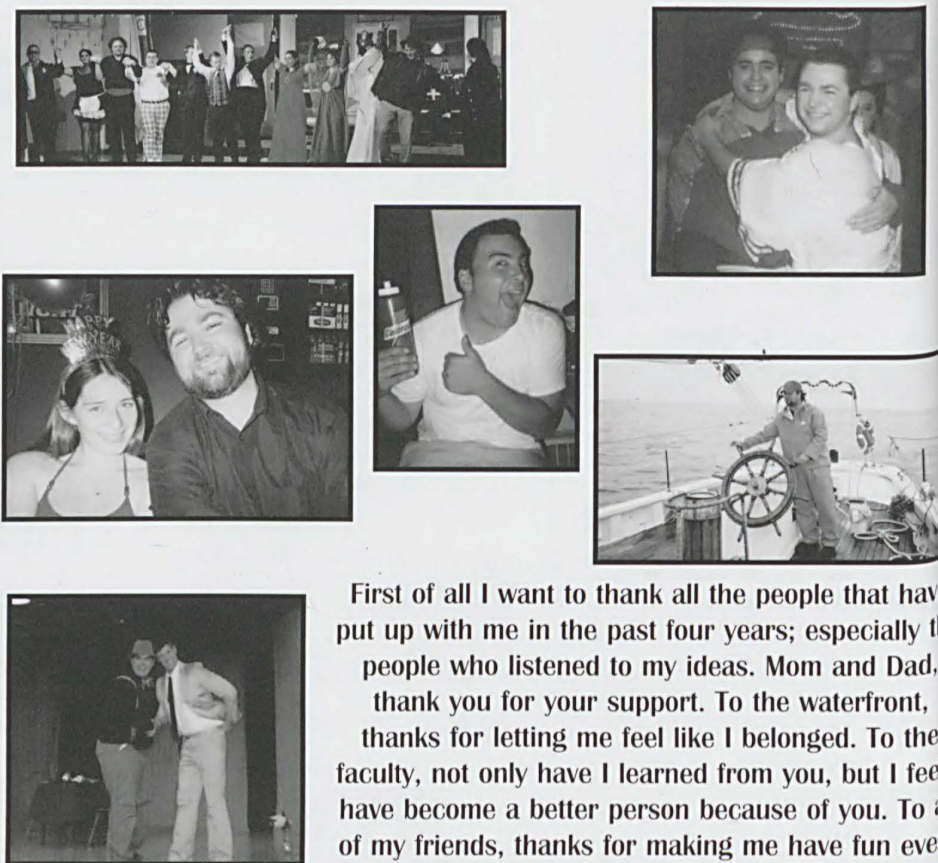 HAPPY
YEAR
First of all I want to thank all the people that hav
put up with me in the past four years; especially t
people who listened to my ideas. Mom and Dad,
thank you for your support. To the waterfront,
thanks for letting me feel like I belonged. To the
faculty, not only have I learned from you, but I fee
have become a better person because of you. To a
of my friends, thanks for making me have fun eve